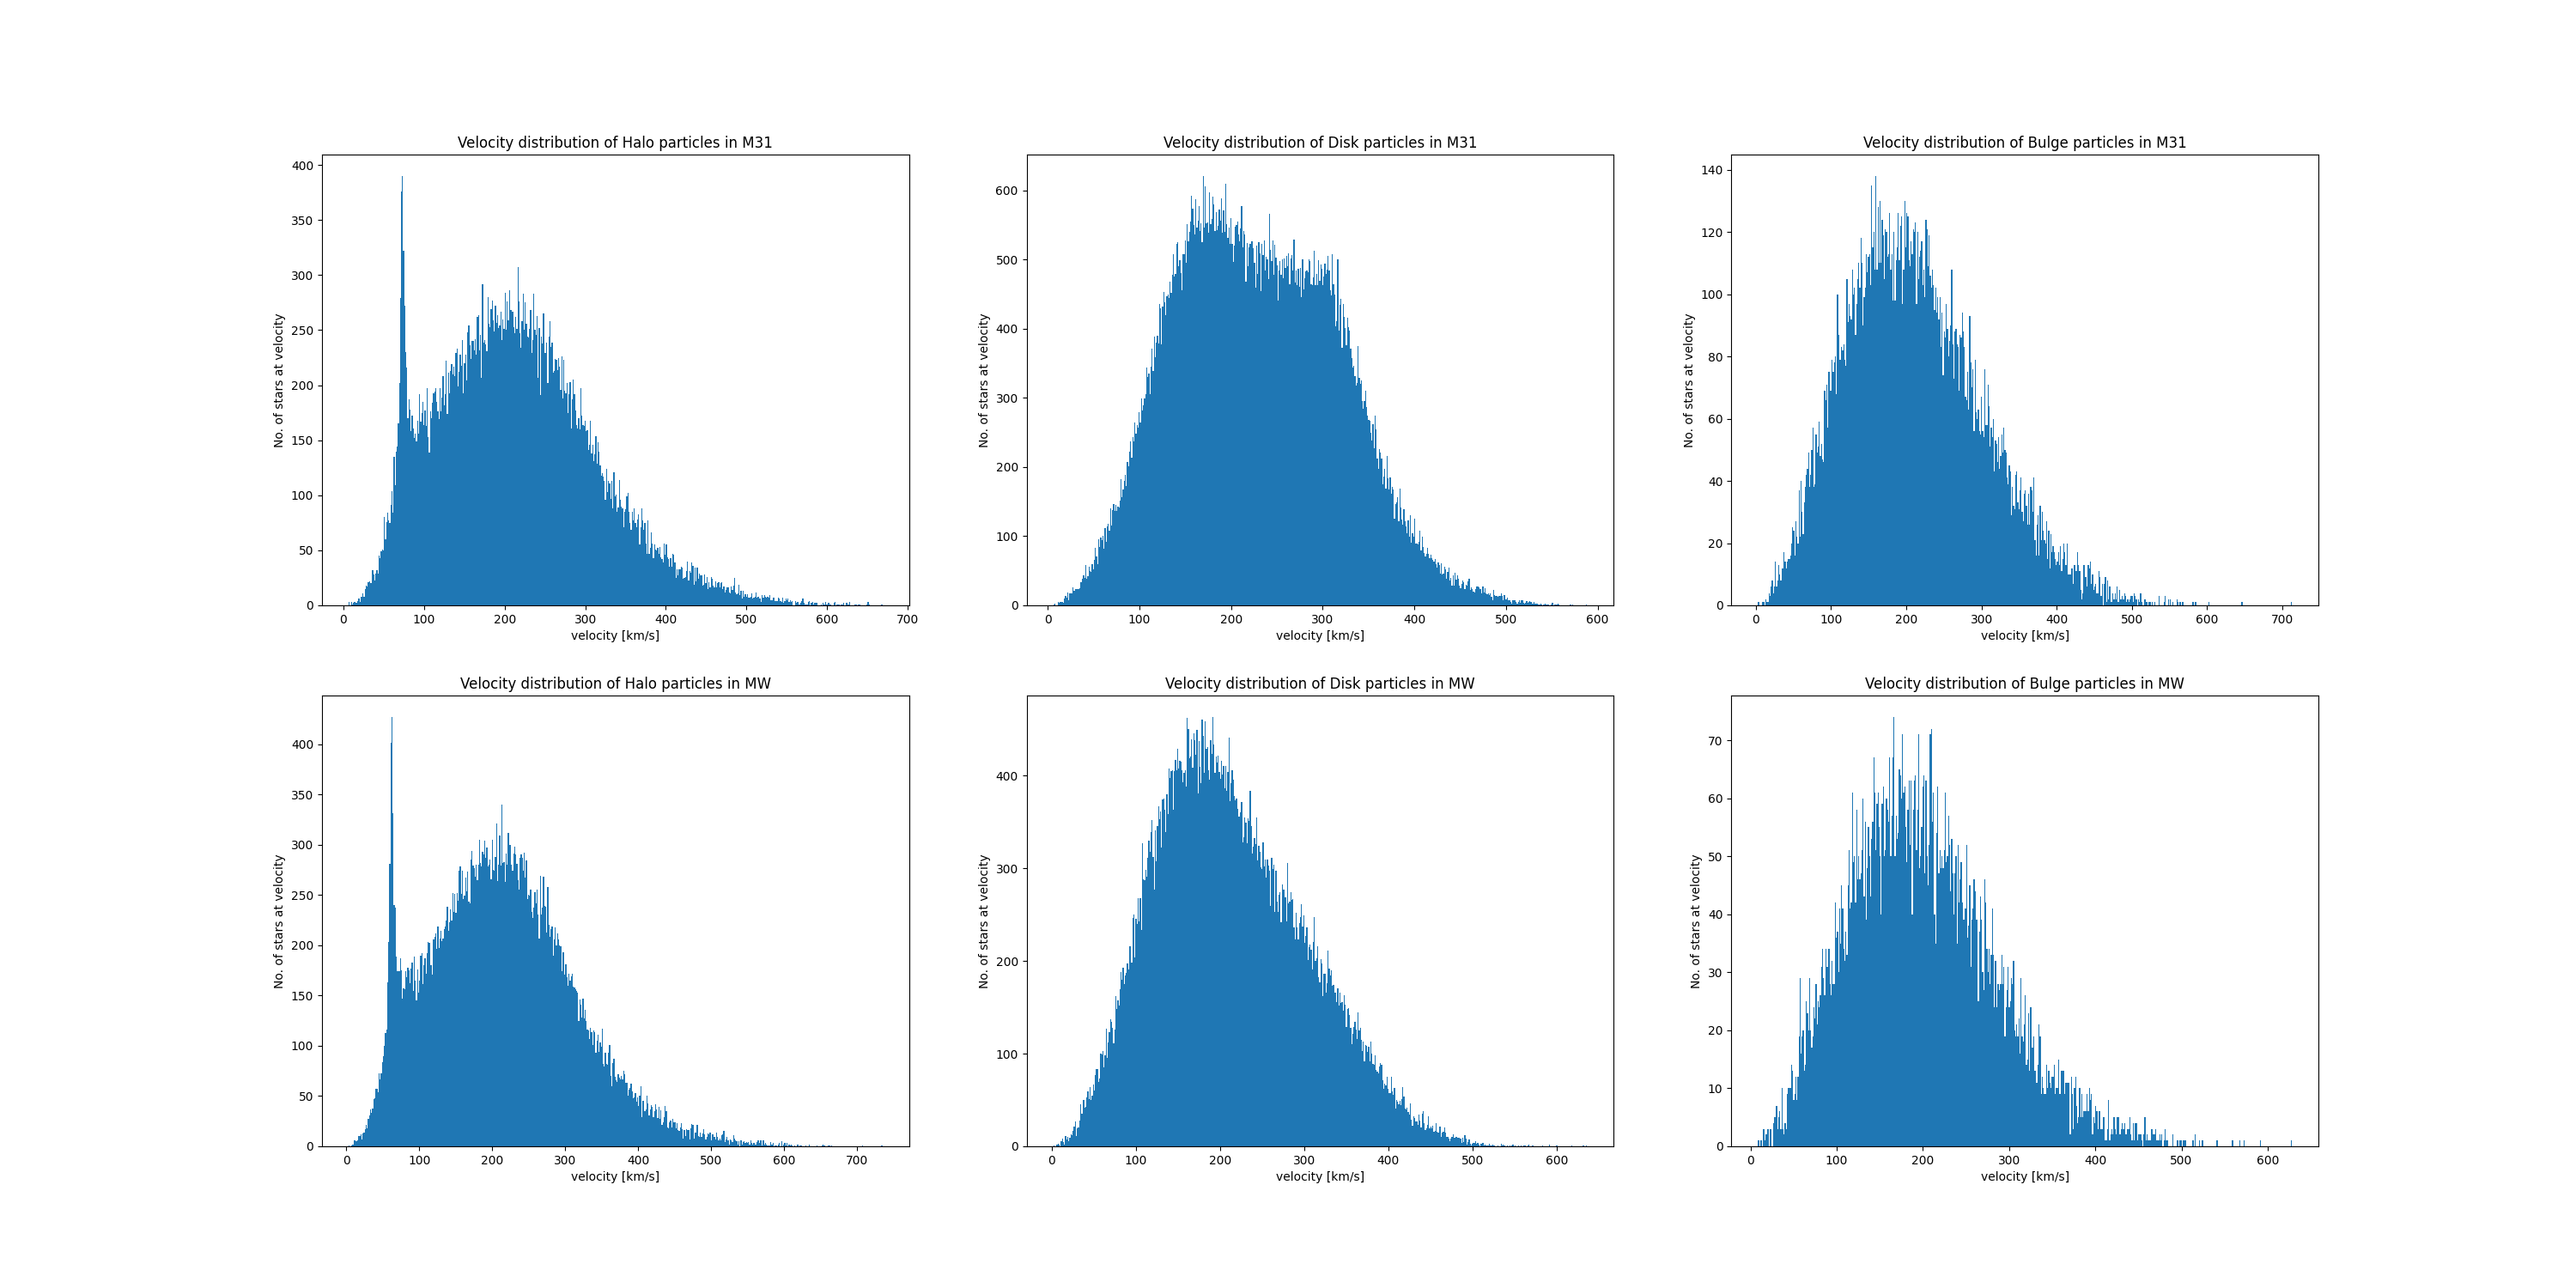 Velocity distribution of Halo particles in M31
400
350
300
250
200
150
100
50
0
No. of stars at velocity
0 100 200 300 400 500 600 700
velocity [km/s]
Velocity distribution of Disk particles in M31
600
500
400
300
200
100
0
No. of stars at velocity
0 100 200 300 400 500 600
velocity [km/s]
Velocity distribution of Bulge particles in M31
140
120
100
80
60
40
20
0
No. of stars at velocity
0 100 200 300 400 500 600 700
velocity [km/s]
Velocity distribution of Halo particles in MW
400
350
300
250
200
150
100
50
0
No. of stars at velocity
0 100 200 300 400 500 600 700
velocity [km/s]
Velocity distribution of Disk particles in MW
400
300
200
100
0
No. of stars at velocity
0 100 200 300 400 500 600
velocity [km/s]
Velocity distribution of Bulge particles in MW
70
60
50
40
30
20
10
0
No. of stars at velocity
0 100 200 300 400 500 600
velocity [km/s]